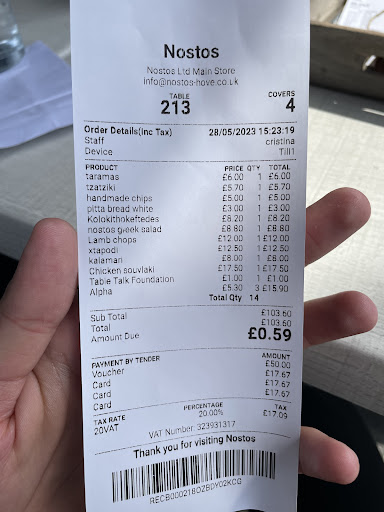 Nostos
Nostos Ltd Main Store
info@nostos-hove.co.uk
TABLE COVERS
213 4
Order Details(Inc Tax) 28/05/2023 15:23:19
Staff cristina
Device Till1
PRODUCT PRICE QTY TOTAL
taramas £6.00 1 £6.00
tzatziki £5.70 1 £5.70
handmade chips £5.00 1 £5.00
pitta bread white £3.00 1 £3.00
Kolokithokeftedes £8.20 1 £8.20
nostos greek salad £8.80 1 £8.80
Lamb chops £12.00 1 £12.00
xtapodi £12.50 1 £12.50
kalamari £8.00 1 £8.00
Chicken souvlaki £17.50 1 £17.50
Table Talk Foundation £1.00 1 £1.00
Alpha £5.30 3 £15.90
Total Qty 14
Sub Total £103.60
Total £103.60
Amount Due £0.59
PAYMENT BY TENDER AMOUNT
Voucher £50.00
Card £17.67
Card £17.67
Card £17.67
TAX RATE PERCENTAGE TAX
20VAT 20.00% £17.09
VAT Number: 323931317
Thank you for visiting Nostos